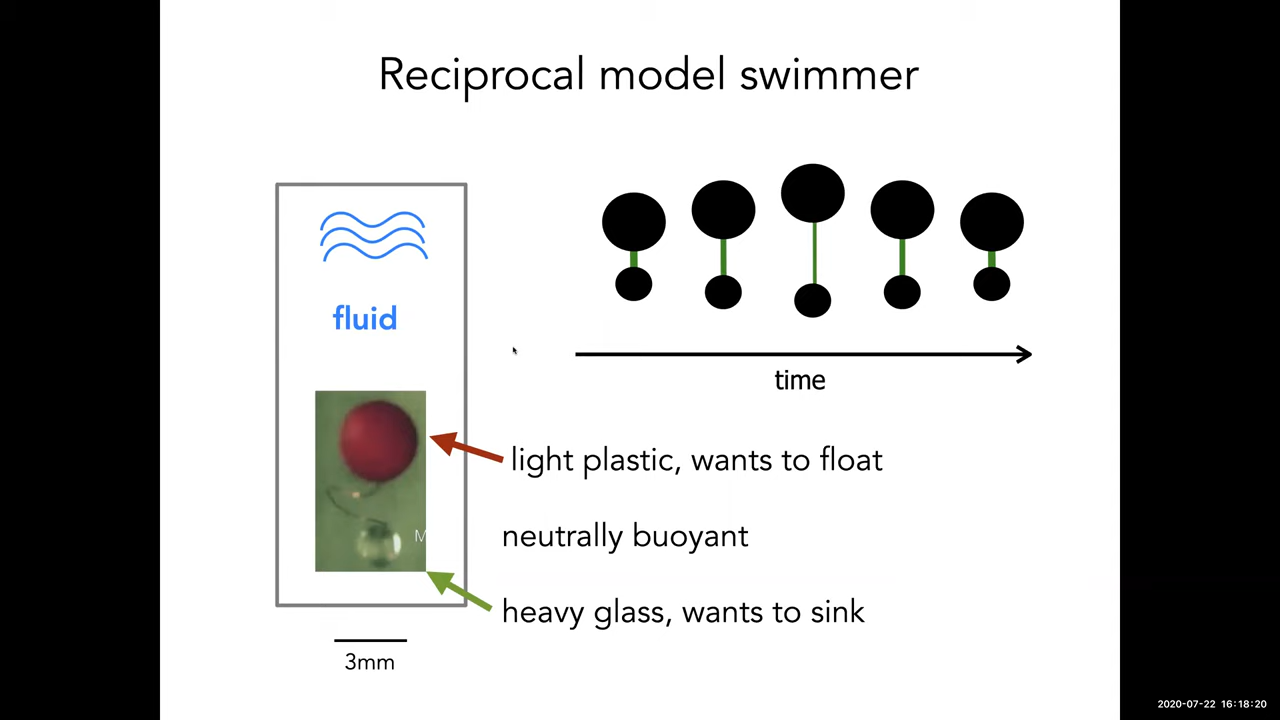 Reciprocal model swimmer
fluid
time
light plastic, wants to float
M
neutrally buoyant
heavy glass, wants to sink
3mm
2020-07-22 16:18:20